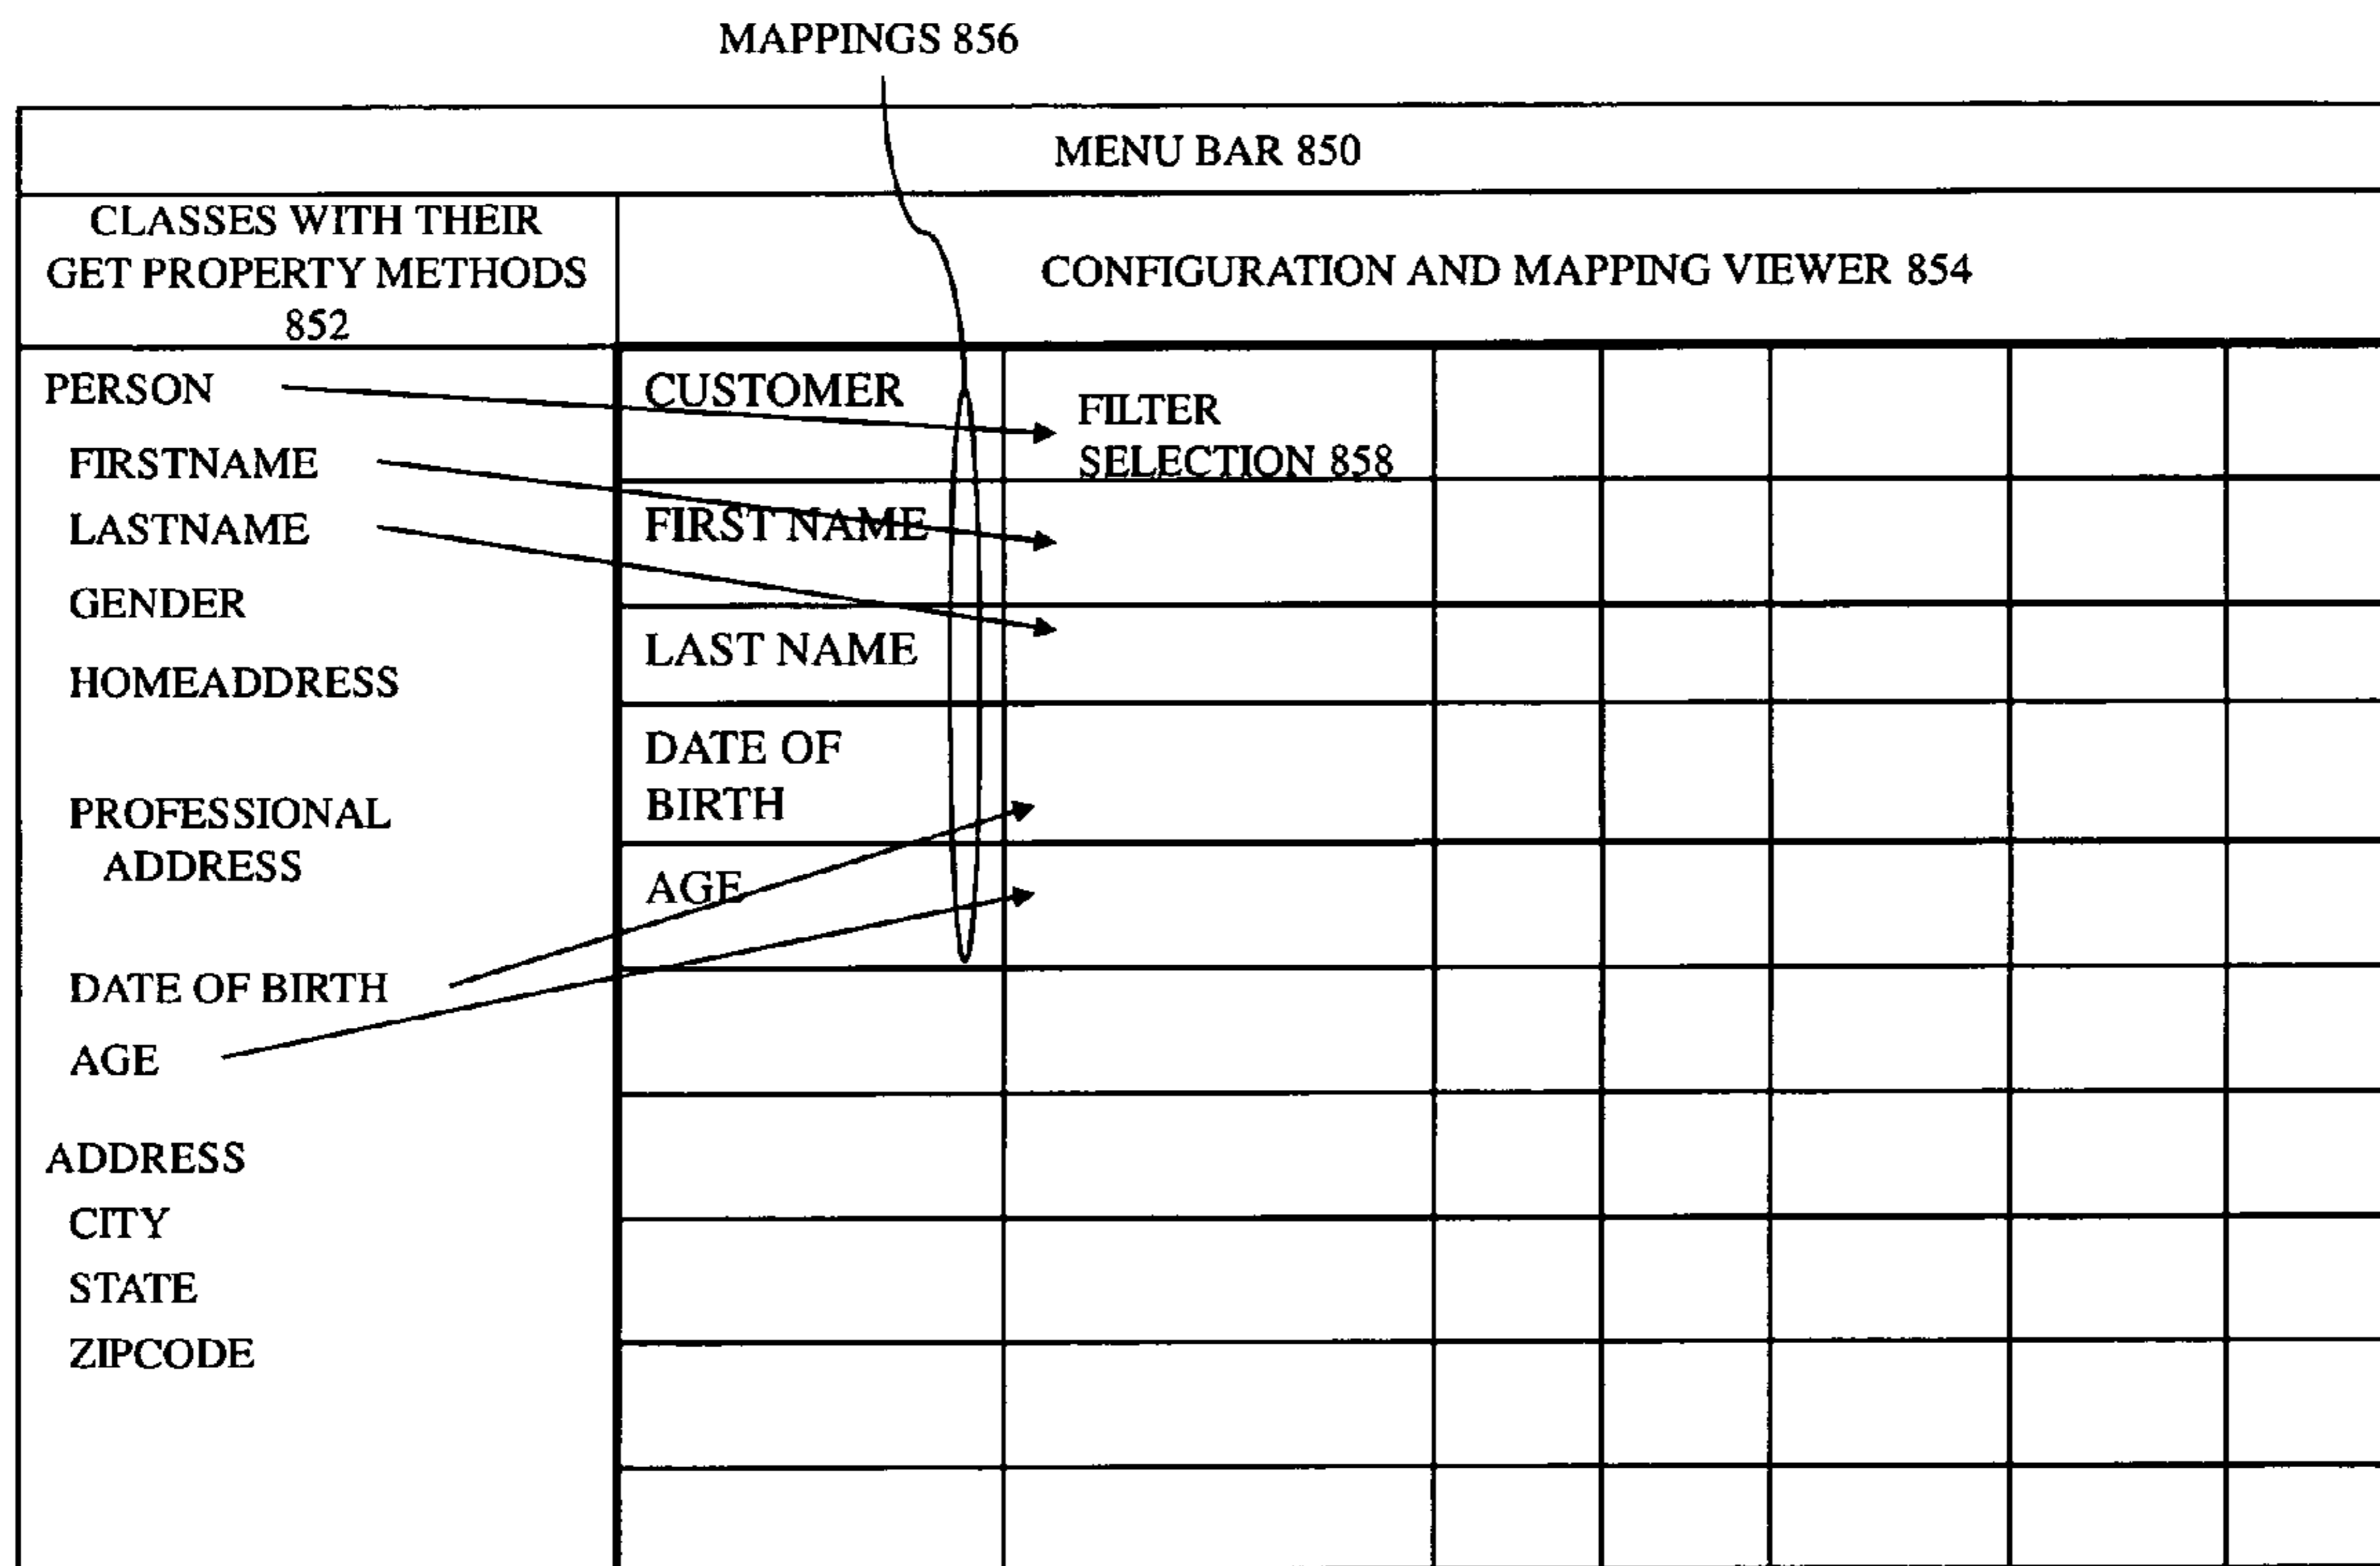 MAPPINGS 856
MENU BAR 850
CLASSES WITH THEIR
GET PROPERTY METHODS
852
CONFIGURATION AND MAPPING VIEWER 854
PERSON
FIRSTNAME
LASTNAME
GENDER
HOMEADDRESS
PROFESSIONAL
ADDRESS
DATE OF BIRTH
AGE
ADDRESS
CITY
STATE
ZIPCODE
CUSTOMER
FILTER
SELECTION 858
FIRST NAME
LAST NAME
DATE OF
BIRTH
AGE